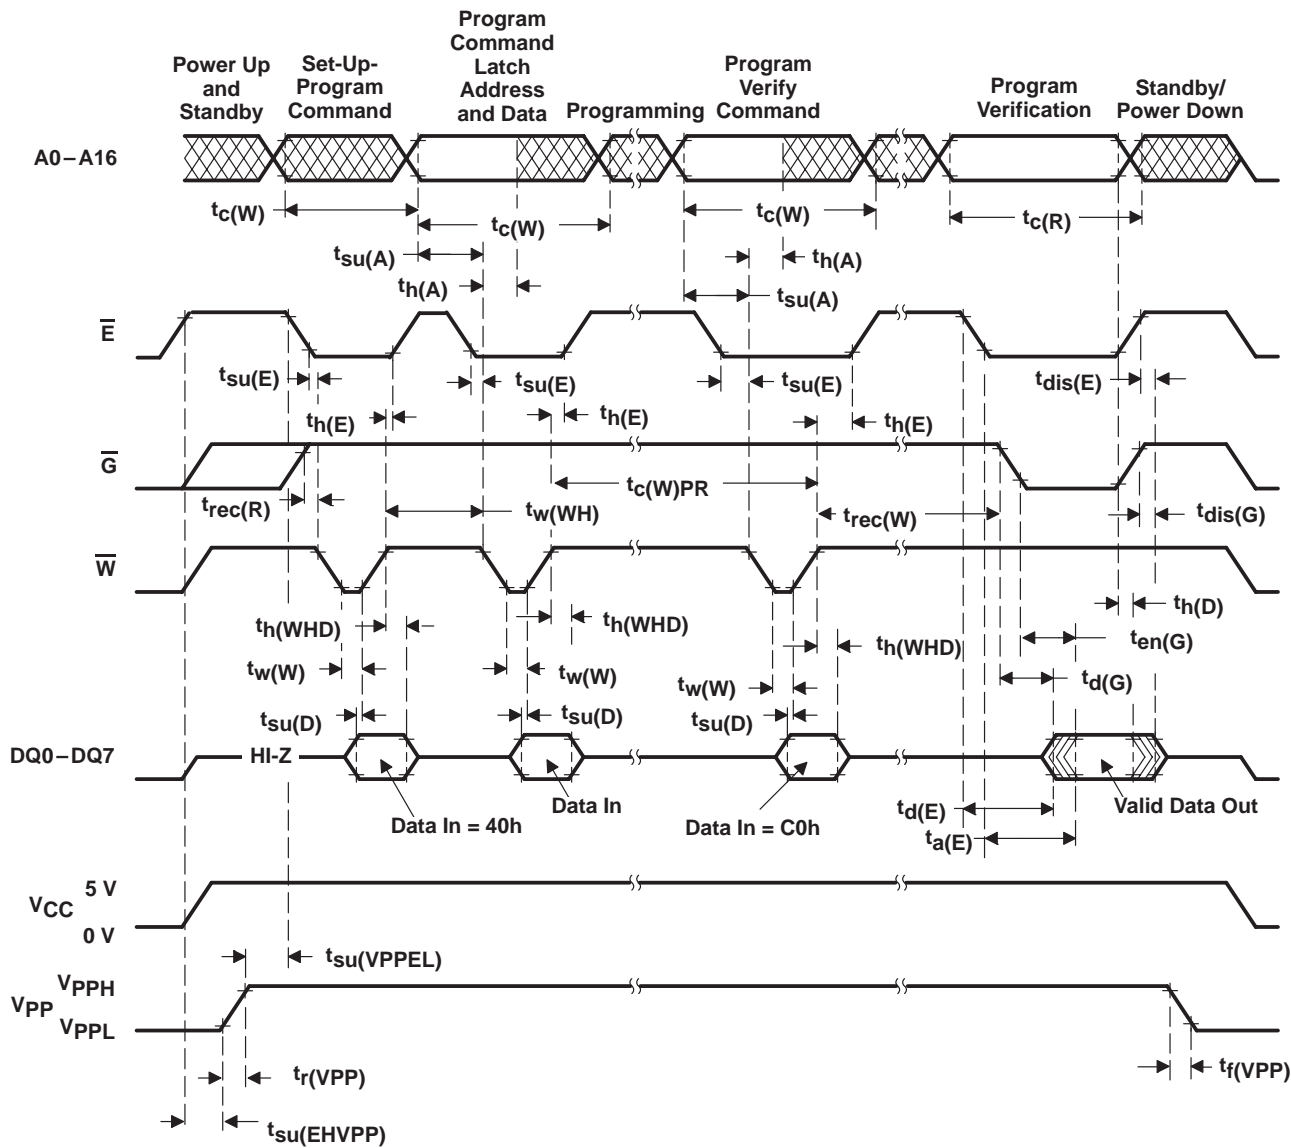 Power Up
and
Standby
Set-Up-
Program
Command
Program
Command
Latch
Address
and Data
Programming
Program
Verify
Command
Program
Verification
Standby/
Power Down
A0–A16
tc(W)
tc(W)
tc(W)
tc(R)
tsu(A)
th(A)
th(A)
tsu(A)
E
tsu(E)
tsu(E)
tsu(E)
tdis(E)
th(E)
th(E)
th(E)
G
tc(W)PR
trec(R)
tw(WH)
trec(W)
tdis(G)
W
th(D)
th(WHD)
th(WHD)
th(WHD)
ten(G)
tw(W)
tw(W)
tw(W)
td(G)
tsu(D)
tsu(D)
tsu(D)
DQ0–DQ7
HI-Z
Data In = 40h
Data In
Data In = C0h
Valid Data Out
td(E)
ta(E)
5 V
VCC
0 V
tsu(VPPEL)
VPPH
VPP
VPPL
tr(VPP)
tf(VPP)
tsu(EHVPP)